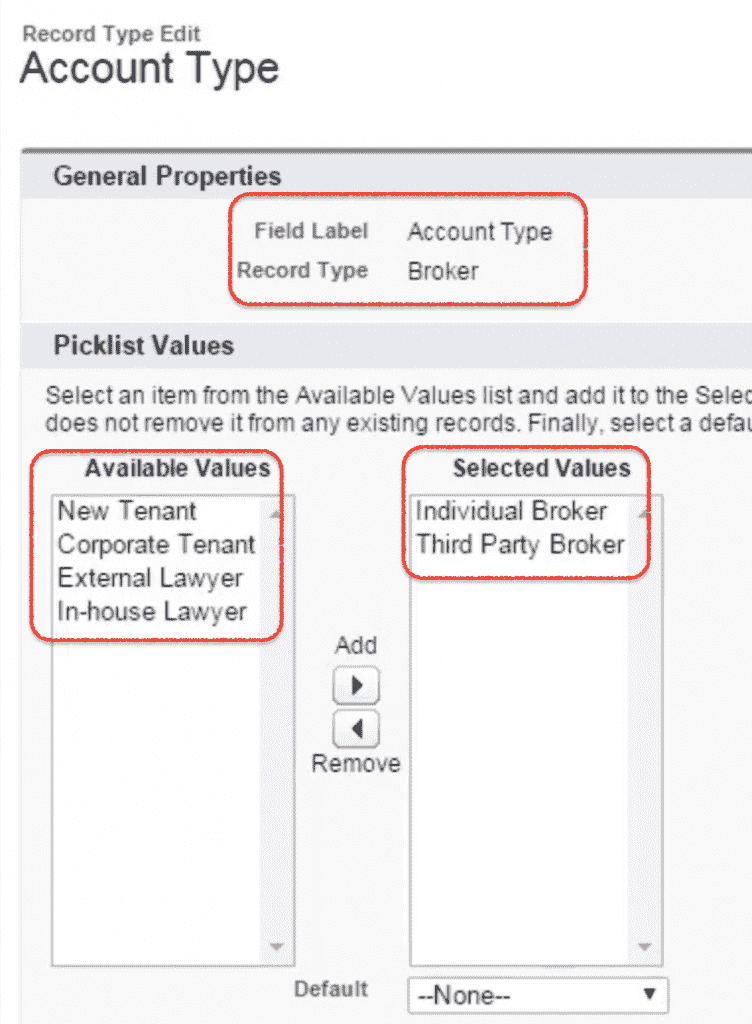 Record Type Edit
Account Type
General Properties
Field Label Account Type
Record Type Broker
Picklist Values
Select an item from the Available Values list and add it to the
does not remove it from any existing records. Finally, select a
Available Values
Selected Values
New Tenant
Corporate Tenant
External Lawyer
In-house Lawyer
Individual Broker
Third Party Broker
Add
Remove
Default --None--